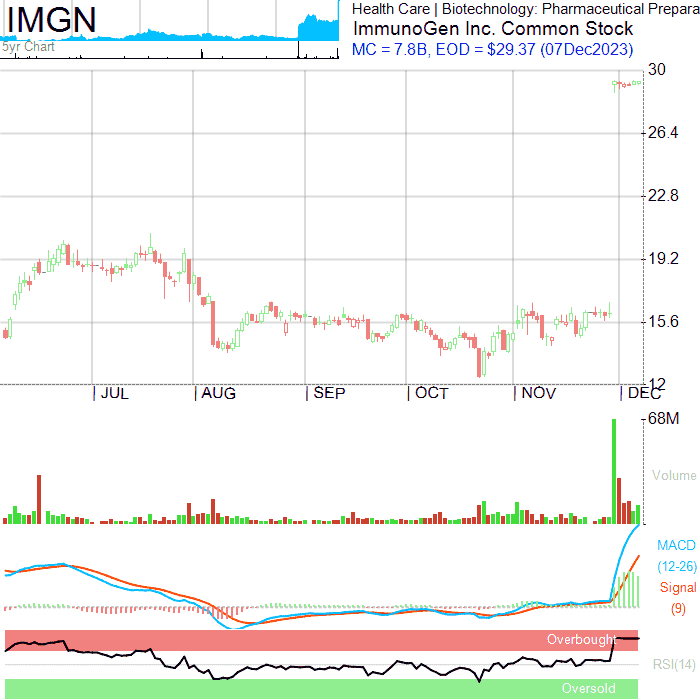 IMGN
5yr Chart
Health Care | Biotechnology: Pharmaceutical Prepara
ImmunoGen Inc. Common Stock
MC = 7.8B, EOD = $29.37 (07Dec2023)
30
26.4
22.8
19.2
15.6
12
JUL
AUG
SEP
OCT
NOV
DEC
68M
Volume
MACD
(12-26)
Signal
(9)
Overbought
RSI(14)
Oversold